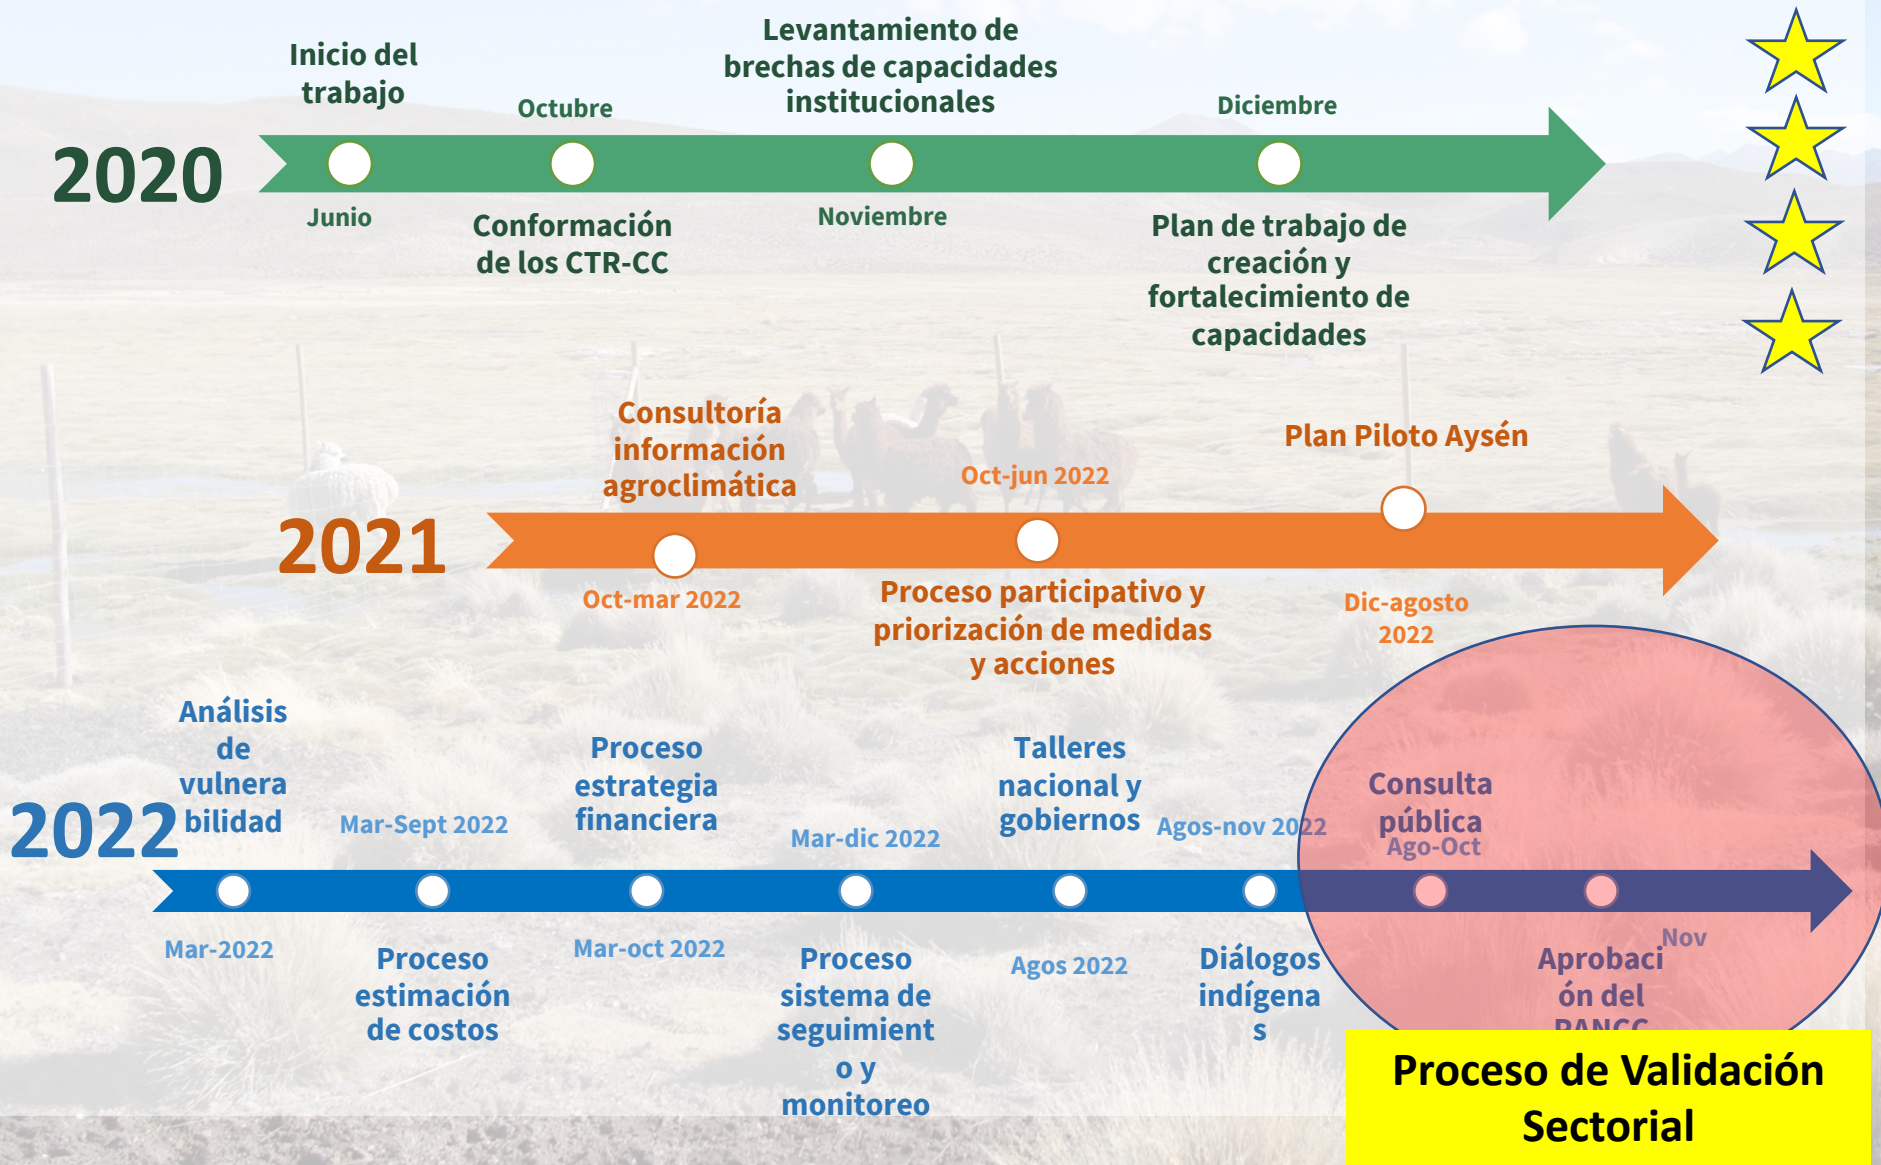 2020
Inicio del
trabajo
Junio
Octubre
Conformación
de los CTR-CC
Levantamiento de
brechas de capacidades
institucionales
Noviembre
Diciembre
Plan de trabajo de
creación y
fortalecimiento de
capacidades
2021
Consultoría
información
agroclimática
Oct-mar 2022
Oct-jun 2022
Proceso participativo y
priorización de medidas
y acciones
Plan Piloto Aysén
Dic-agosto
2022
2022
Análisis
de
vulnera
bilidad
Mar-2022
Mar-Sept 2022
Proceso
estimación
de costos
Proceso
estrategia
financiera
Mar-oct 2022
Mar-dic 2022
Proceso
sistema de
seguimient
o y
monitoreo
Talleres
nacional y
gobiernos
Agos 2022
Agos-nov 2022
Diálogos
indígena
s
Consulta
pública
Ago-Oct
Nov
Aprobaci
ón del
PANCC
Proceso de Validación
Sectorial